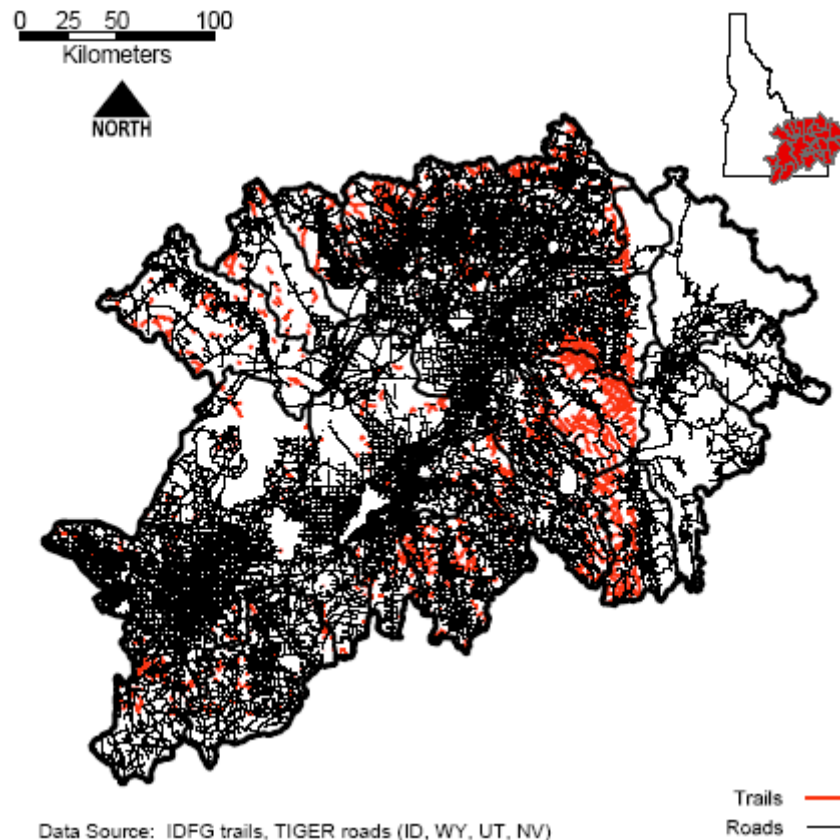 0 25 50 100
Kilometers
NORTH
Trails
Roads
Data Source: IDFG trails, TIGER roads (ID, WY, UT, NV)